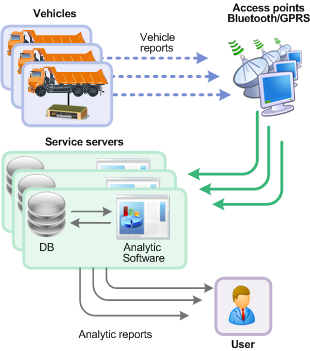 Vehicles
Access points
Bluetooth/GPRS
Vehicle
reports
Service servers
DB
Analytic
Software
Analytic reports
User